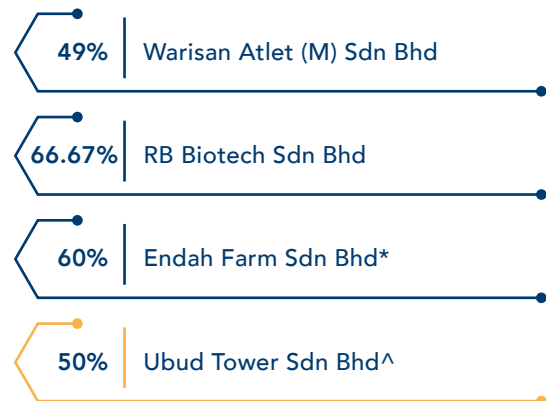 49% Warisan Atlet (M) Sdn Bhd
66.67% RB Biotech Sdn Bhd
60% Endah Farm Sdn Bhd*
50% Ubud Tower Sdn Bhd^